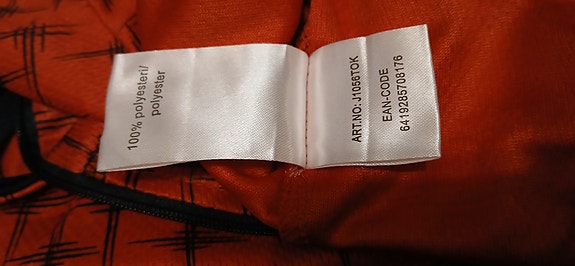 100% polyesteri/
polyester
ART.NO: J1056TOK
EAN-CODE
6419285708176